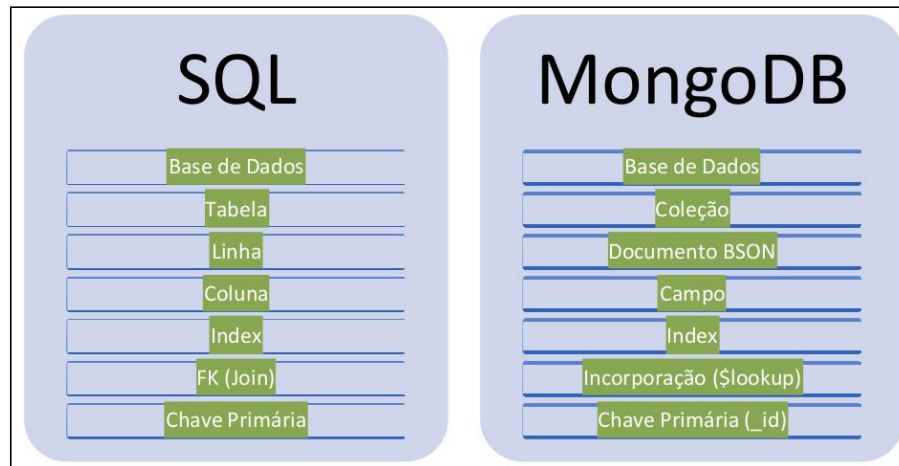 SQL
Base de Dados
Tabela
Linha
Coluna
Index
FK (Join)
Chave Primária
MongoDB
Base de Dados
Coleção
Documento BSON
Campo
Index
Incorporação ($lookup)
Chave Primária (_id)